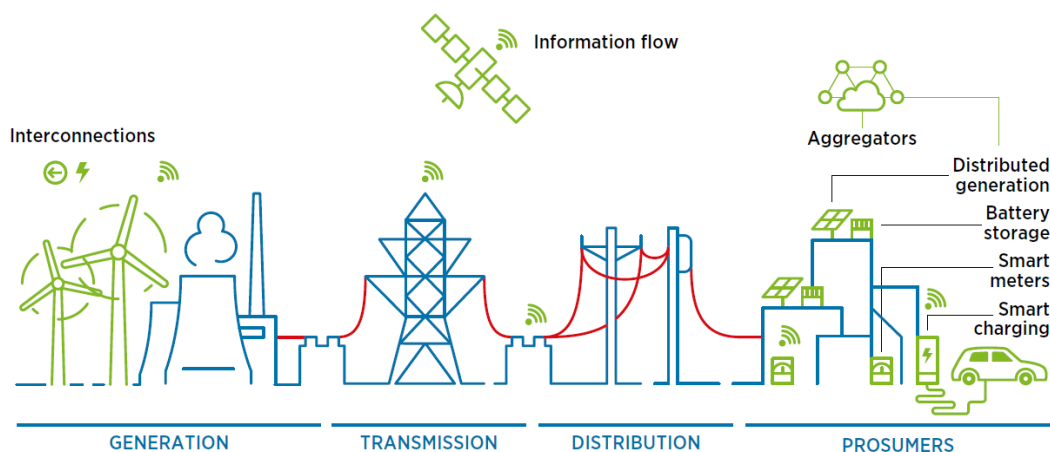 Information flow
Interconnections
Aggregators
Distributed
generation
Battery
storage
Smart
meters
Smart
charging
GENERATION
TRANSMISSION
DISTRIBUTION
PROSUMERS